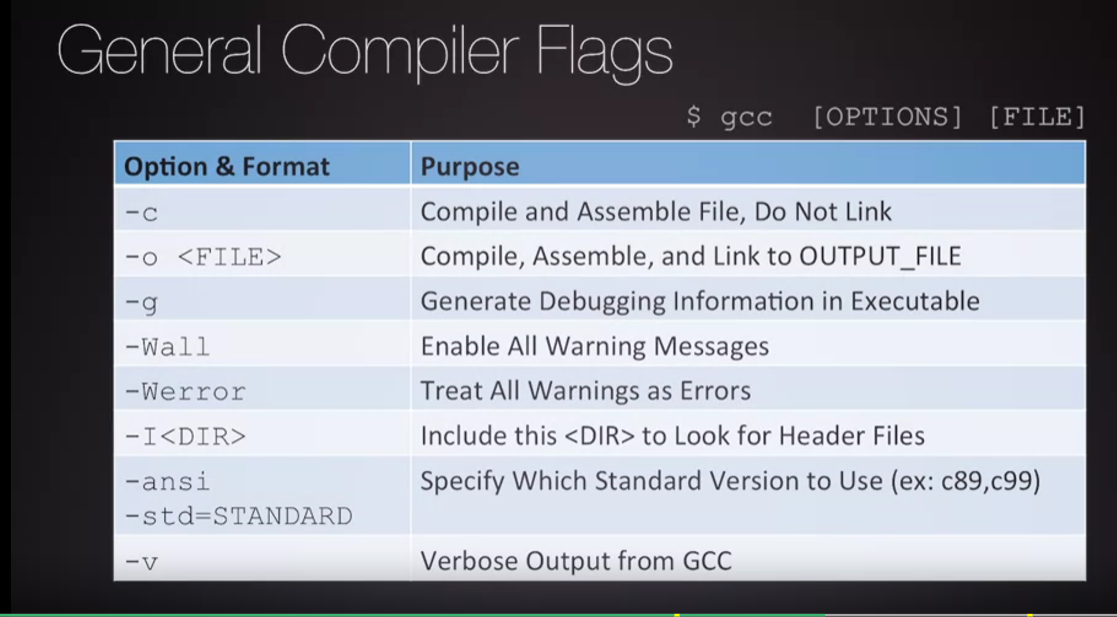 General Compiler Flags
$ gcc [OPTIONS] [FILE]
Option & Format Purpose
-c Compile and Assemble File, Do Not Link
-o <FILE> Compile, Assemble, and Link to OUTPUT_FILE
-g Generate Debugging Information in Executable
-Wall Enable All Warning Messages
-Werror Treat All Warnings as Errors
-I<DIR> Include this <DIR> to Look for Header Files
-ansi Specify Which Standard Version to Use (ex: c89,c99)
-std=STANDARD
-v Verbose Output from GCC